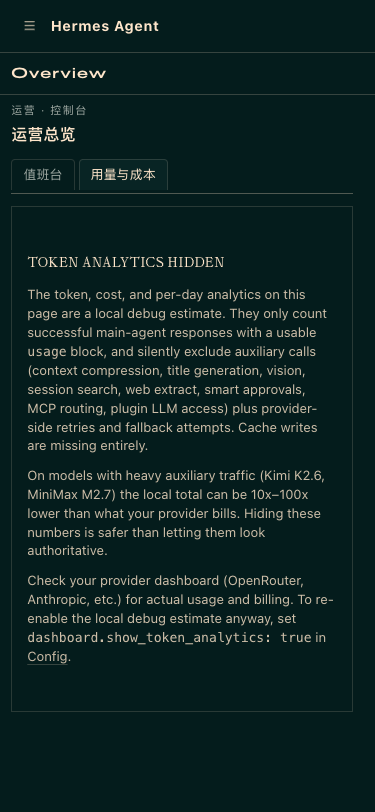 Hermes Agent
Overview
运营 · 控制台
运营总览
值班台
用量与成本
TOKEN ANALYTICS HIDDEN
The token, cost, and per-day analytics on this
page are a local debug estimate. They only count
successful main-agent responses with a usable
usage block, and silently exclude auxiliary calls
(context compression, title generation, vision,
session search, web extract, smart approvals,
MCP routing, plugin LLM access) plus provider-
side retries and fallback attempts. Cache writes
are missing entirely.
On models with heavy auxiliary traffic (Kimi K2.6,
MiniMax M2.7) the local total can be 10x–100x
lower than what your provider bills. Hiding these
numbers is safer than letting them look
authoritative.
Check your provider dashboard (OpenRouter,
Anthropic, etc.) for actual usage and billing. To re-
enable the local debug estimate anyway, set
dashboard.show_token_analytics: true in
Config.